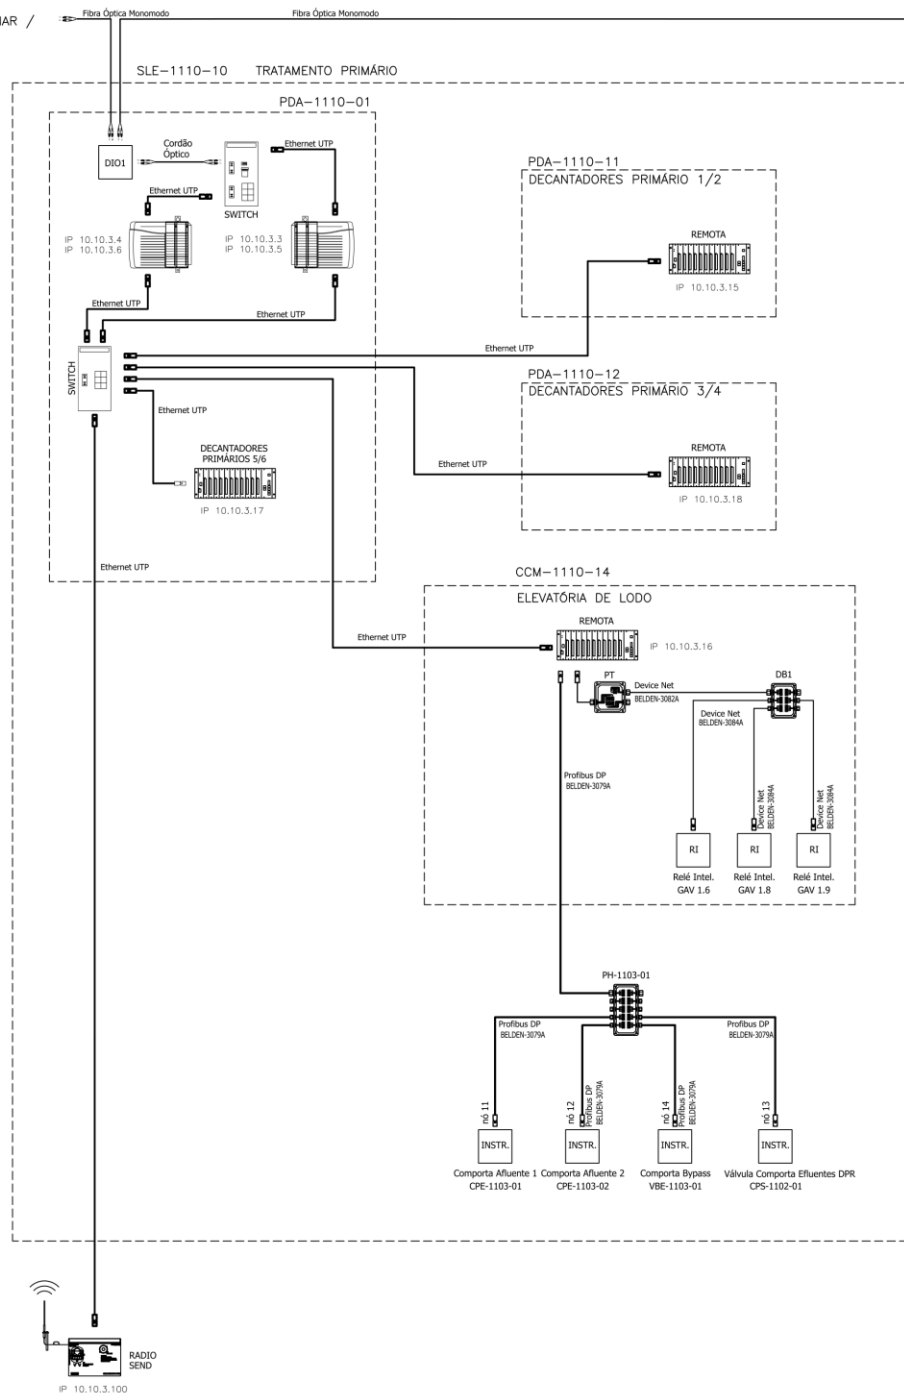 NAR /
Fibra Óptica Monomodo
Fibra Óptica Monomodo
SLE-1110-10 TRATAMENTO PRIMÁRIO
PDA-1110-01
DIO1
Cordão
Óptico
Ethernet UTP
Ethernet UTP
SWITCH
IP 10.10.3.4
IP 10.10.3.6
IP 10.10.3.3
IP 10.10.3.5
Ethernet UTP
Ethernet UTP
SWITCH
Ethernet UTP
DECANTADORES
PRIMÁRIOS 5/6
IP 10.10.3.17
Ethernet UTP
PDA-1110-11
DECANTADORES PRIMÁRIO 1/2
REMOTA
IP 10.10.3.15
Ethernet UTP
PDA-1110-12
DECANTADORES PRIMÁRIO 3/4
REMOTA
IP 10.10.3.18
Ethernet UTP
CCM-1110-14
ELEVATÓRIA DE LODO
REMOTA
IP 10.10.3.16
Ethernet UTP
PT
Device Net
BELDEN-3082A
DB1
Device Net
BELDEN-3084A
Device Net
BELDEN-3084A
Device Net
BELDEN-3084A
Profibus DP
BELDEN-3079A
RI
RI
RI
Relé Intel.
GAV 1.6
Relé Intel.
GAV 1.8
Relé Intel.
GAV 1.9
PH-1103-01
Profibus DP
BELDEN-3079A
Profibus DP
BELDEN-3079A
nó 11
nó 12
Profibus DP
BELDEN-3079A
nó 14
Profibus DP
BELDEN-3079A
nó 13
INSTR.
INSTR.
INSTR.
INSTR.
Comporta Afluente 1
CPE-1103-01
Comporta Afluente 2
CPE-1103-02
Comporta Bypass
VBE-1103-01
Válvula Comporta Efluentes DPR
CPS-1102-01
RADIO
SEND
IP 10.10.3.100